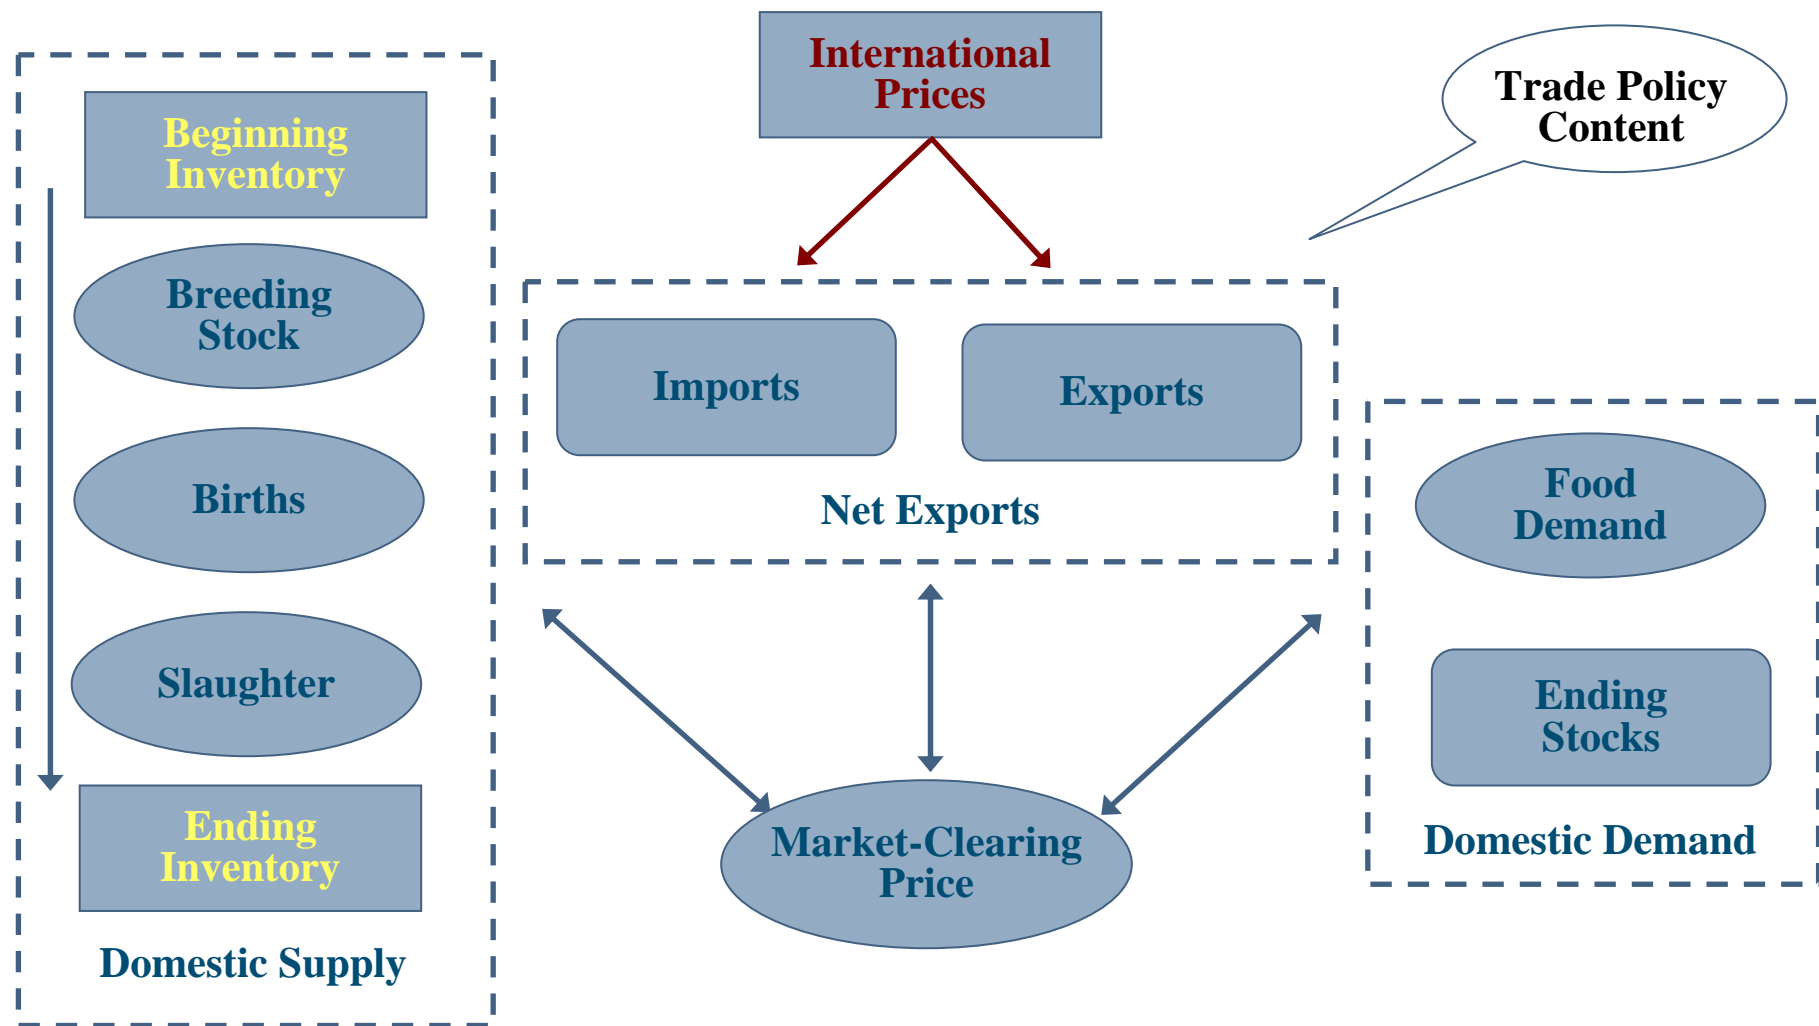 International
Prices
Trade Policy
Content
Beginning
Inventory
Breeding
Stock
Births
Slaughter
Ending
Inventory
Domestic Supply
Imports
Exports
Net Exports
Market-Clearing
Price
Food
Demand
Ending
Stocks
Domestic Demand